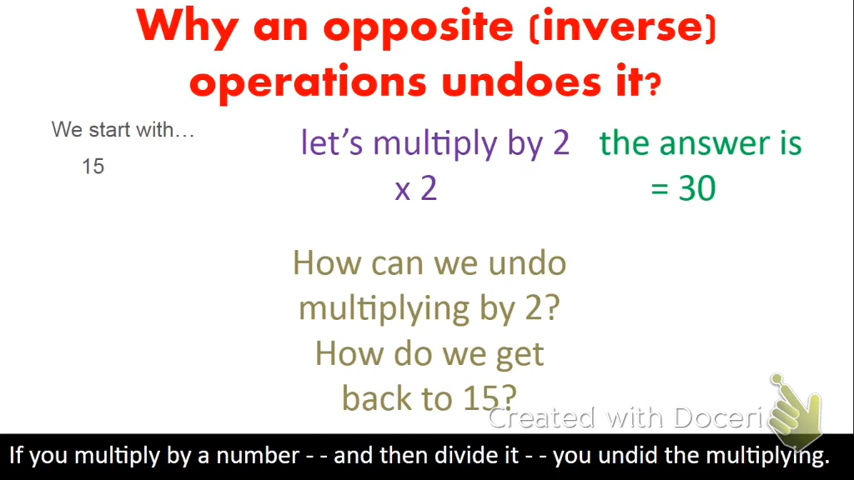 Why an opposite (inverse)
operations undoes it?
We start with…
15
let's multiply by 2
x 2
the answer is
= 30
How can we undo
multiplying by 2?
How do we get
back to 15?
Created with Doceri
If you multiply by a number - - and then divide it - - you undid the multiplying.